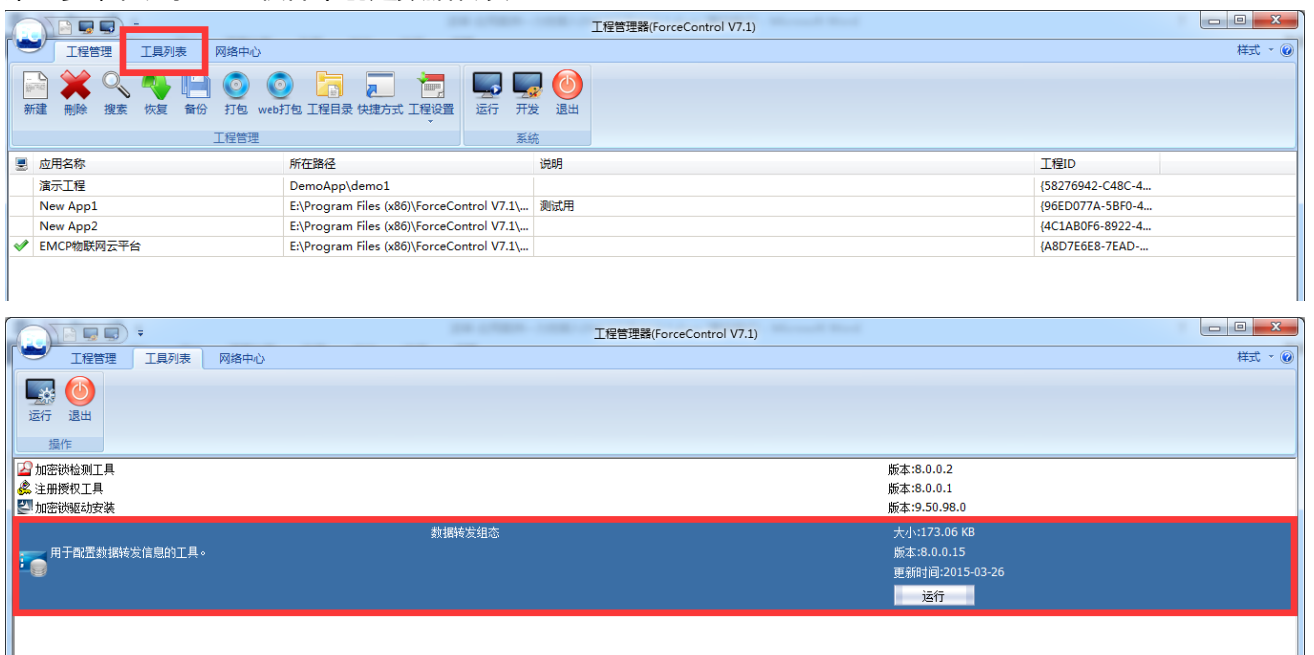 工程管理器(ForceControl V7.1)
工程管理 工具列表 网络中心 样式
新建 删除 搜索 恢复 备份 打包 web打包 工程目录 快捷方式 工程设置 运行 开发 退出
工程管理 系统
应用名称 所在路径 说明 工程ID
演示工程 DemoApp\demo1 {58276942-C48C-4...
New App1 E:\Program Files (x86)\ForceControl V7.1\... 测试用 {96ED077A-5BF0-4...
New App2 E:\Program Files (x86)\ForceControl V7.1\... {4C1AB0F6-8922-4...
EMCP物联网云平台 E:\Program Files (x86)\ForceControl V7.1\... {A8D7E6E8-7EAD-...
工程管理器(ForceControl V7.1)
工程管理 工具列表 网络中心 样式
运行 退出
操作
加密锁检测工具 版本:8.0.0.2
注册授权工具 版本:8.0.0.1
加密锁驱动安装 版本:9.50.98.0
数据转发组态 大小:173.06 KB
用于配置数据转发信息的工具。 版本:8.0.0.15
更新时间:2015-03-26
运行